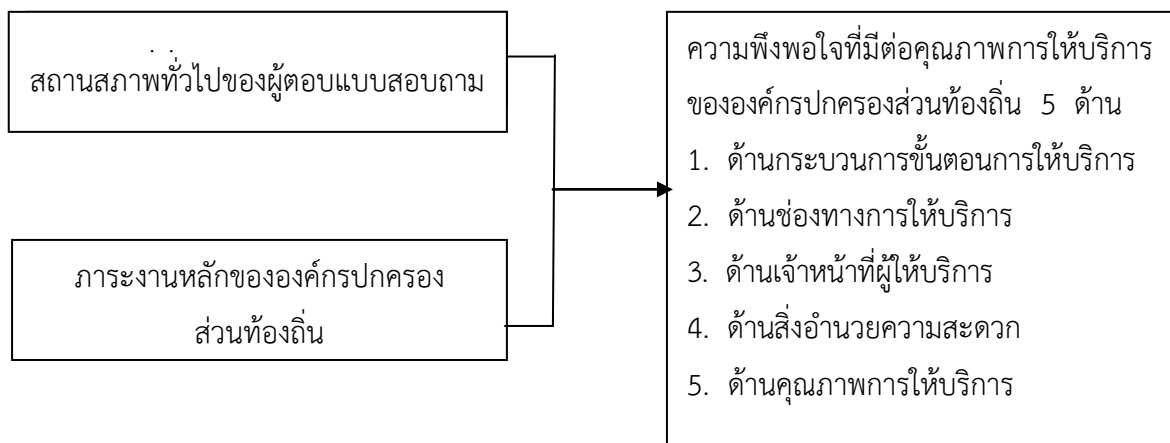 สถานสภาพทั่วไปของผู้ตอบแบบสอบถาม
ภาระงานหลักขององค์กรปกครอง
ส่วนท้องถิ่น
ความพึงพอใจที่มีต่อคุณภาพการให้บริการ
ขององค์กรปกครองส่วนท้องถิ่น 5 ด้าน
1. ด้านกระบวนการขั้นตอนการให้บริการ
2. ด้านช่องทางการให้บริการ
3. ด้านเจ้าหน้าที่ผู้ให้บริการ
4. ด้านสิ่งอำนวยความสะดวก
5. ด้านคุณภาพการให้บริการ